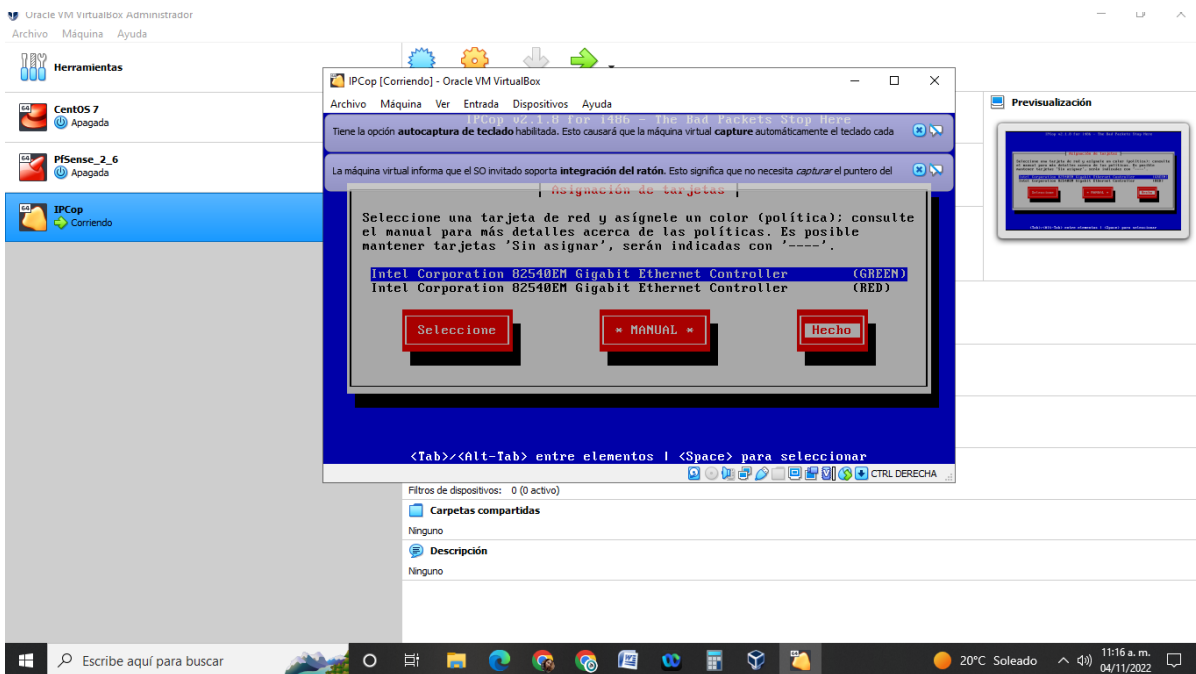 Oracle VM VirtualBox Administrador
Archivo Máquina Ayuda
Herramientas
64
CentOS 7
Apagada
64
PfSense_2_6
Apagada
64
IPCop
Corriendo
IPCop [Corriendo] - Oracle VM VirtualBox
Archivo Máquina Ver Entrada Dispositivos Ayuda
IPCop v2.1.8 for i486 - The Bad Packets Stop Here
Tiene la opción autocaptura de teclado habilitada. Esto causará que la máquina virtual capture automáticamente el teclado cada
La máquina virtual informa que el SO invitado soporta integración del ratón. Esto significa que no necesita capturar el puntero del
Asignación de tarjetas
Seleccione una tarjeta de red y asígnele un color (política); consulte
el manual para más detalles acerca de las políticas. Es posible
mantener tarjetas 'Sin asignar', serán indicadas con '----'.
Intel Corporation 82540EM Gigabit Ethernet Controller (GREEN)
Intel Corporation 82540EM Gigabit Ethernet Controller (RED)
Seleccione * MANUAL * Hecho
<Tab>/<Alt-Tab> entre elementos | <Space> para seleccionar
CTRL DERECHA
Previsualización
Filtros de dispositivos: 0 (0 activo)
Carpetas compartidas
Ninguno
Descripción
Ninguno
Escribe aquí para buscar
20°C Soleado
11:16 a. m.
04/11/2022